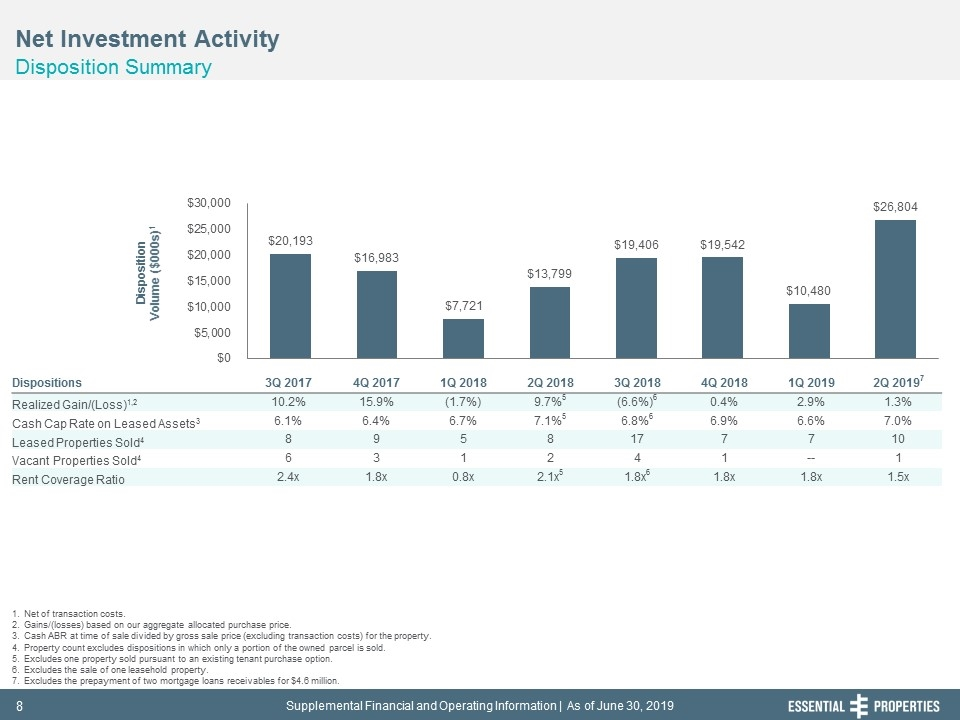 Net Investment Activity
Disposition Summary
Disposition
Volume ($000s)1
$30,000
$25,000
$20,000
$15,000
$10,000
$5,000
$0
$20,193
$16,983
$7,721
$13,799
$19,406
$19,542
$10,480
$26,804
Dispositions 3Q 2017 4Q 2017 1Q 2018 2Q 2018 3Q 2018 4Q 2018 1Q 2019 2Q 20197
Realized Gain/(Loss)1,2 10.2% 15.9% (1.7%) 9.7%5 (6.6%)6 0.4% 2.9% 1.3%
Cash Cap Rate on Leased Assets3 6.1% 6.4% 6.7% 7.1%5 6.8%6 6.9% 6.6% 7.0%
Leased Properties Sold4 8 9 5 8 17 7 7 10
Vacant Properties Sold4 6 3 1 2 4 1 -- 1
Rent Coverage Ratio 2.4x 1.8x 0.8x 2.1x5 1.8x6 1.8x 1.8x 1.5x
1. Net of transaction costs.
2. Gains/(losses) based on our aggregate allocated purchase price.
3. Cash ABR at time of sale divided by gross sale price (excluding transaction costs) for the property.
4. Property count excludes dispositions in which only a portion of the owned parcel is sold.
5. Excludes one property sold pursuant to an existing tenant purchase option.
6. Excludes the sale of one leasehold property.
7. Excludes the prepayment of two mortgage loans receivables for $4.6 million.
8 Supplemental Financial and Operating Information | As of June 30, 2019 ESSENTIAL PROPERTIES